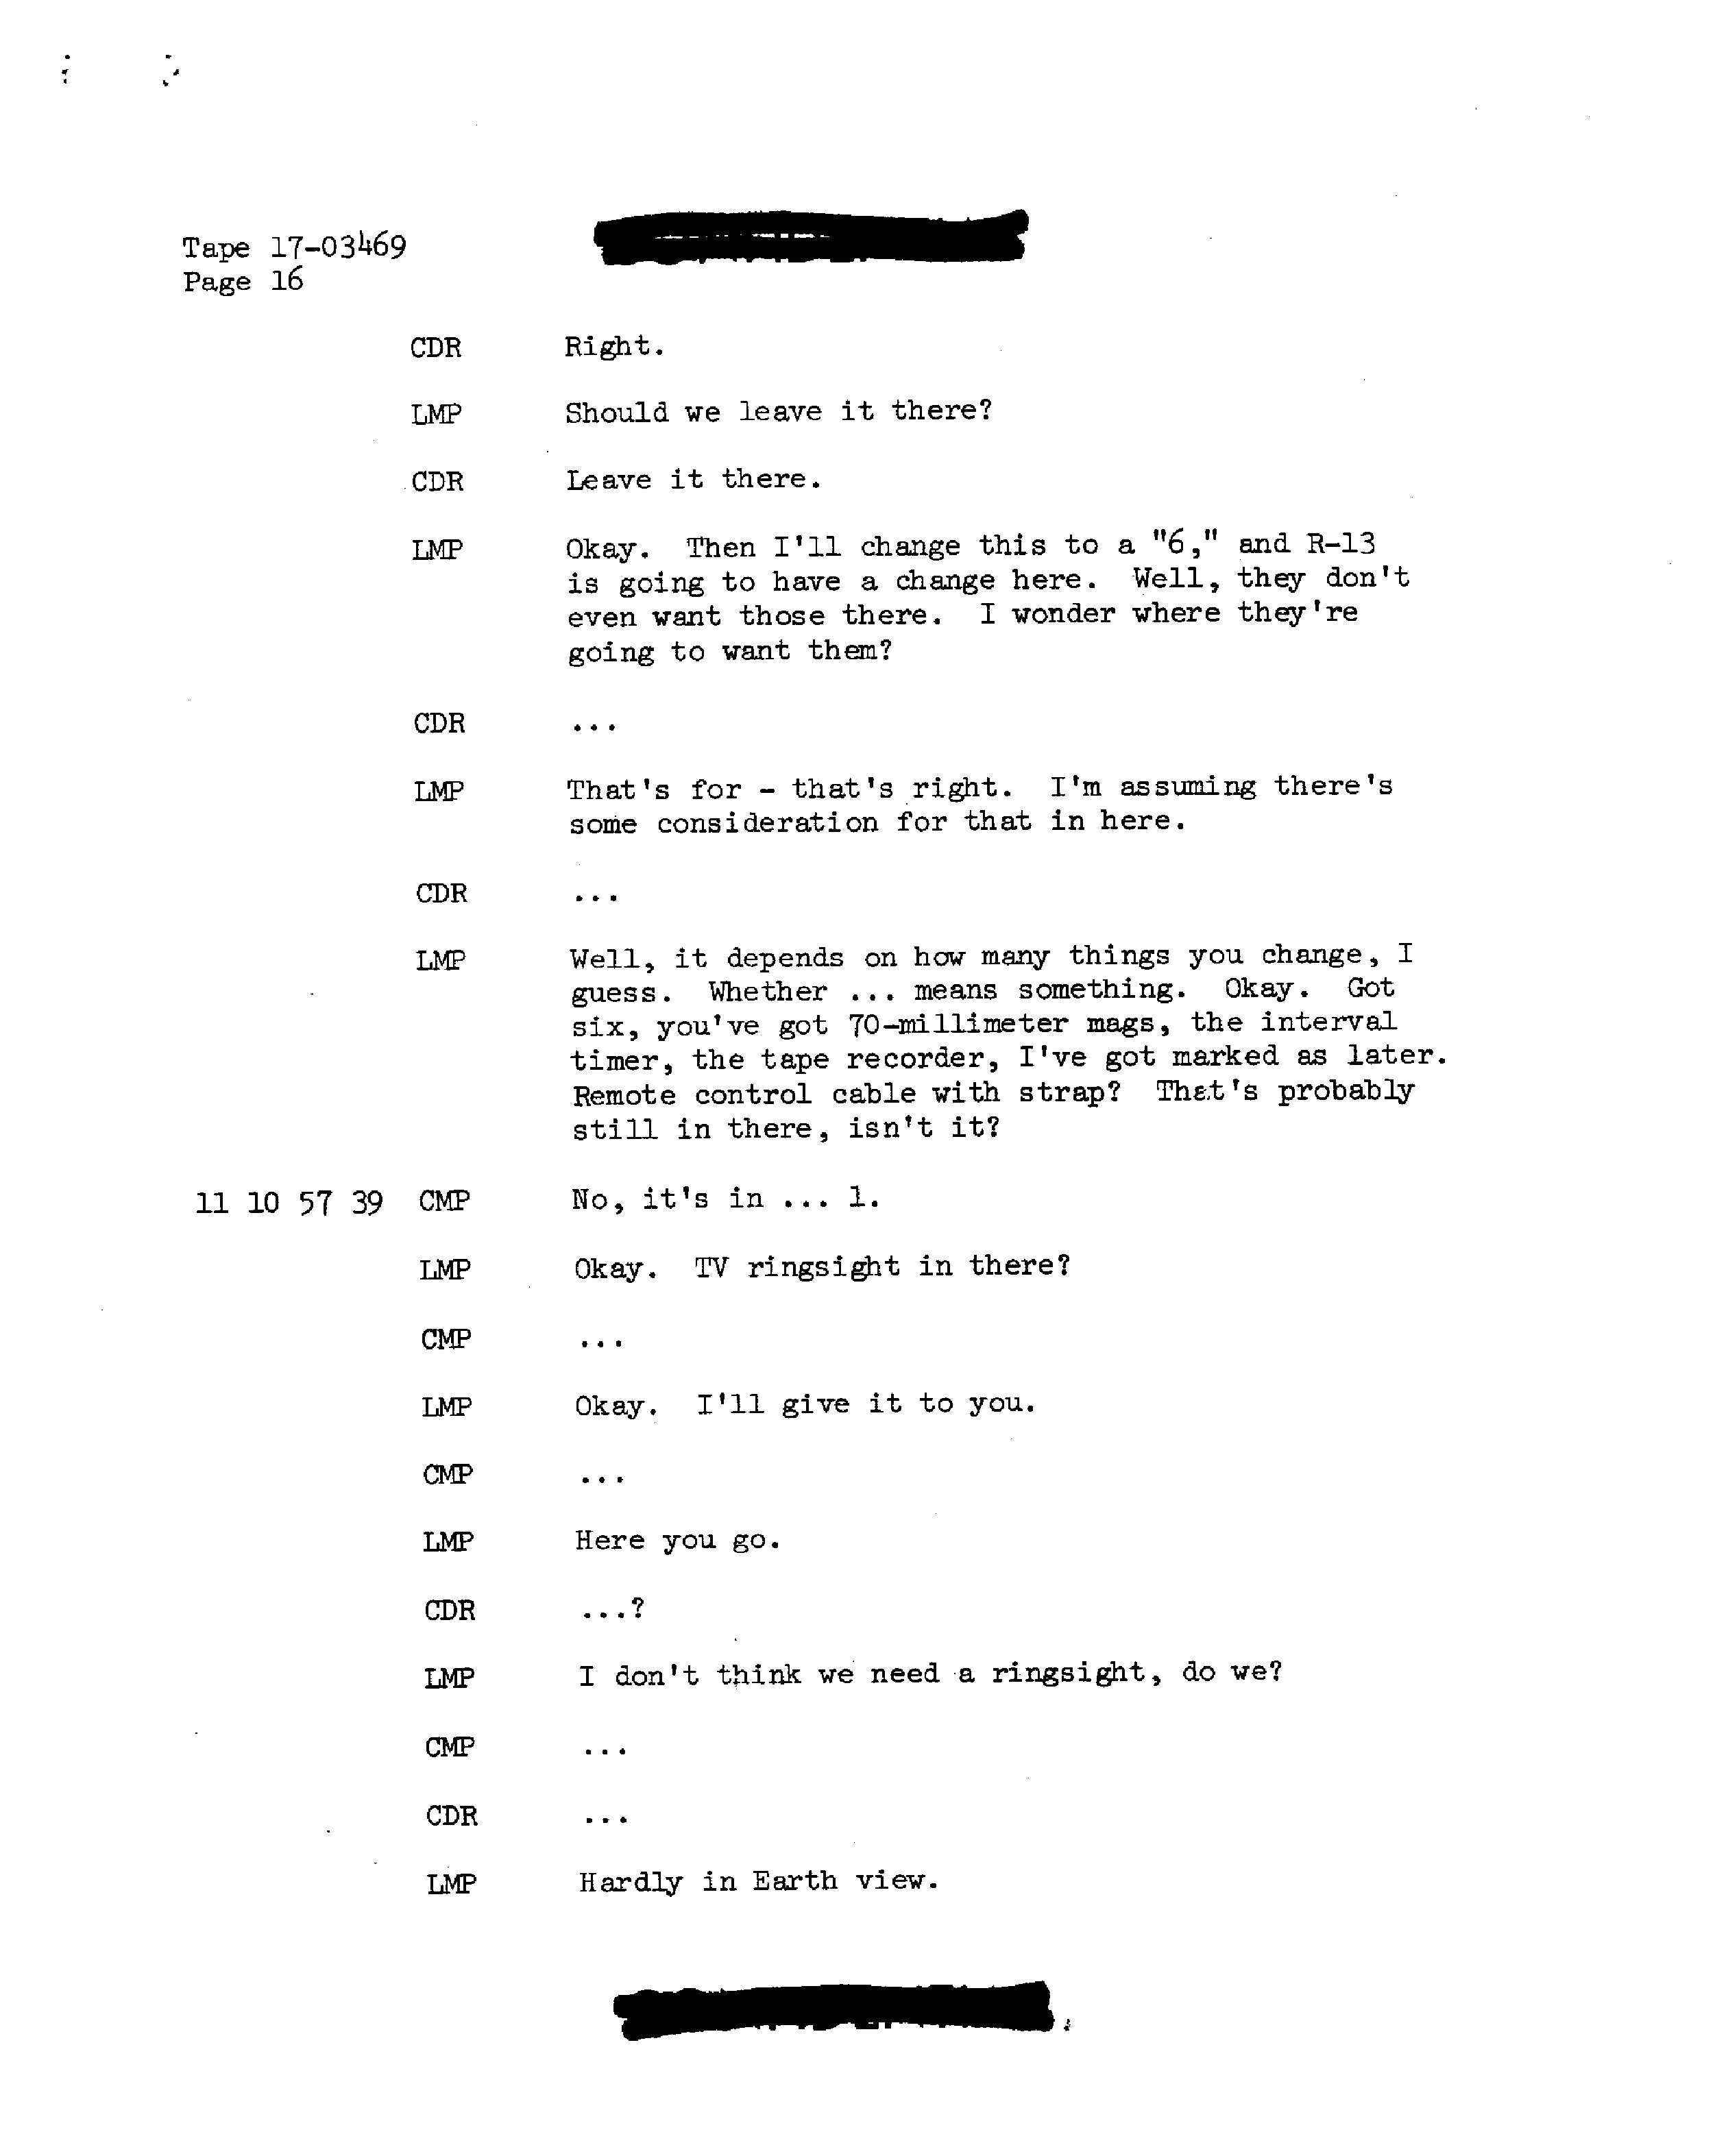 Tape 17-03469
Page 16
CDR Right.
LMP Should we leave it there?
CDR Leave it there.
LMP Okay. Then I'll change this to a "6," and R-13
is going to have a change here. Well, they don't
even want those there. I wonder where they're
going to want them?
CDR ...
LMP That's for - that's right. I'm assuming there's
some consideration for that in here.
CDR ...
LMP Well, it depends on how many things you change, I
guess. Whether ... means something. Okay. Got
six, you've got 70-millimeter mags, the interval
timer, the tape recorder, I've got marked as later.
Remote control cable with strap? That's probably
still in there, isn't it?
11 10 57 39 CMP No, it's in ... 1.
LMP Okay. TV ringsight in there?
CMP ...
LMP Okay. I'll give it to you.
CMP ...
LMP Here you go.
CDR ...?
LMP I don't think we need a ringsight, do we?
CMP ...
CDR ...
LMP Hardly in Earth view.